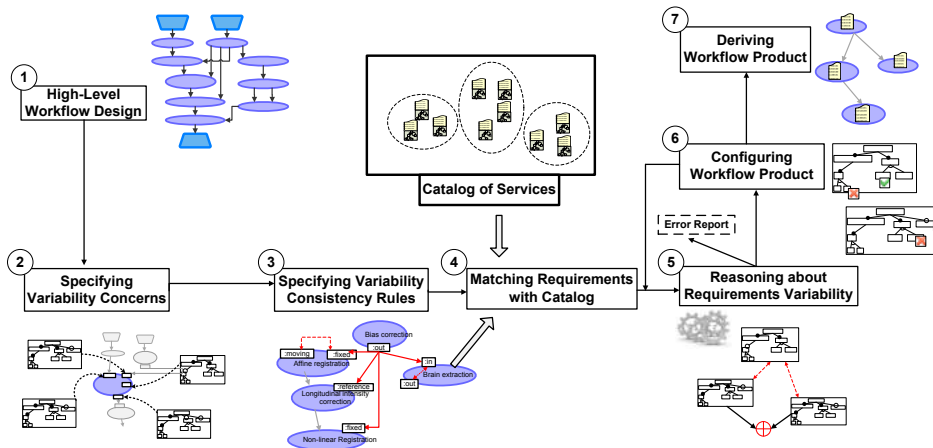 7
Deriving
Workflow Product
1
High-Level
Workflow Design
6
Configuring
Workflow Product
Catalog of Services
Error Report
2
Specifying
Variability Concerns
3
Specifying Variability
Consistency Rules
4
Matching Requirements
with Catalog
5
Reasoning about
Requirements Variability
Bias correction
:out
:moving
:fixed
Affine registration
:in
Brain extraction
:out
:reference
Longitudinal intensity
correction
:fixed
Non-linear Registration